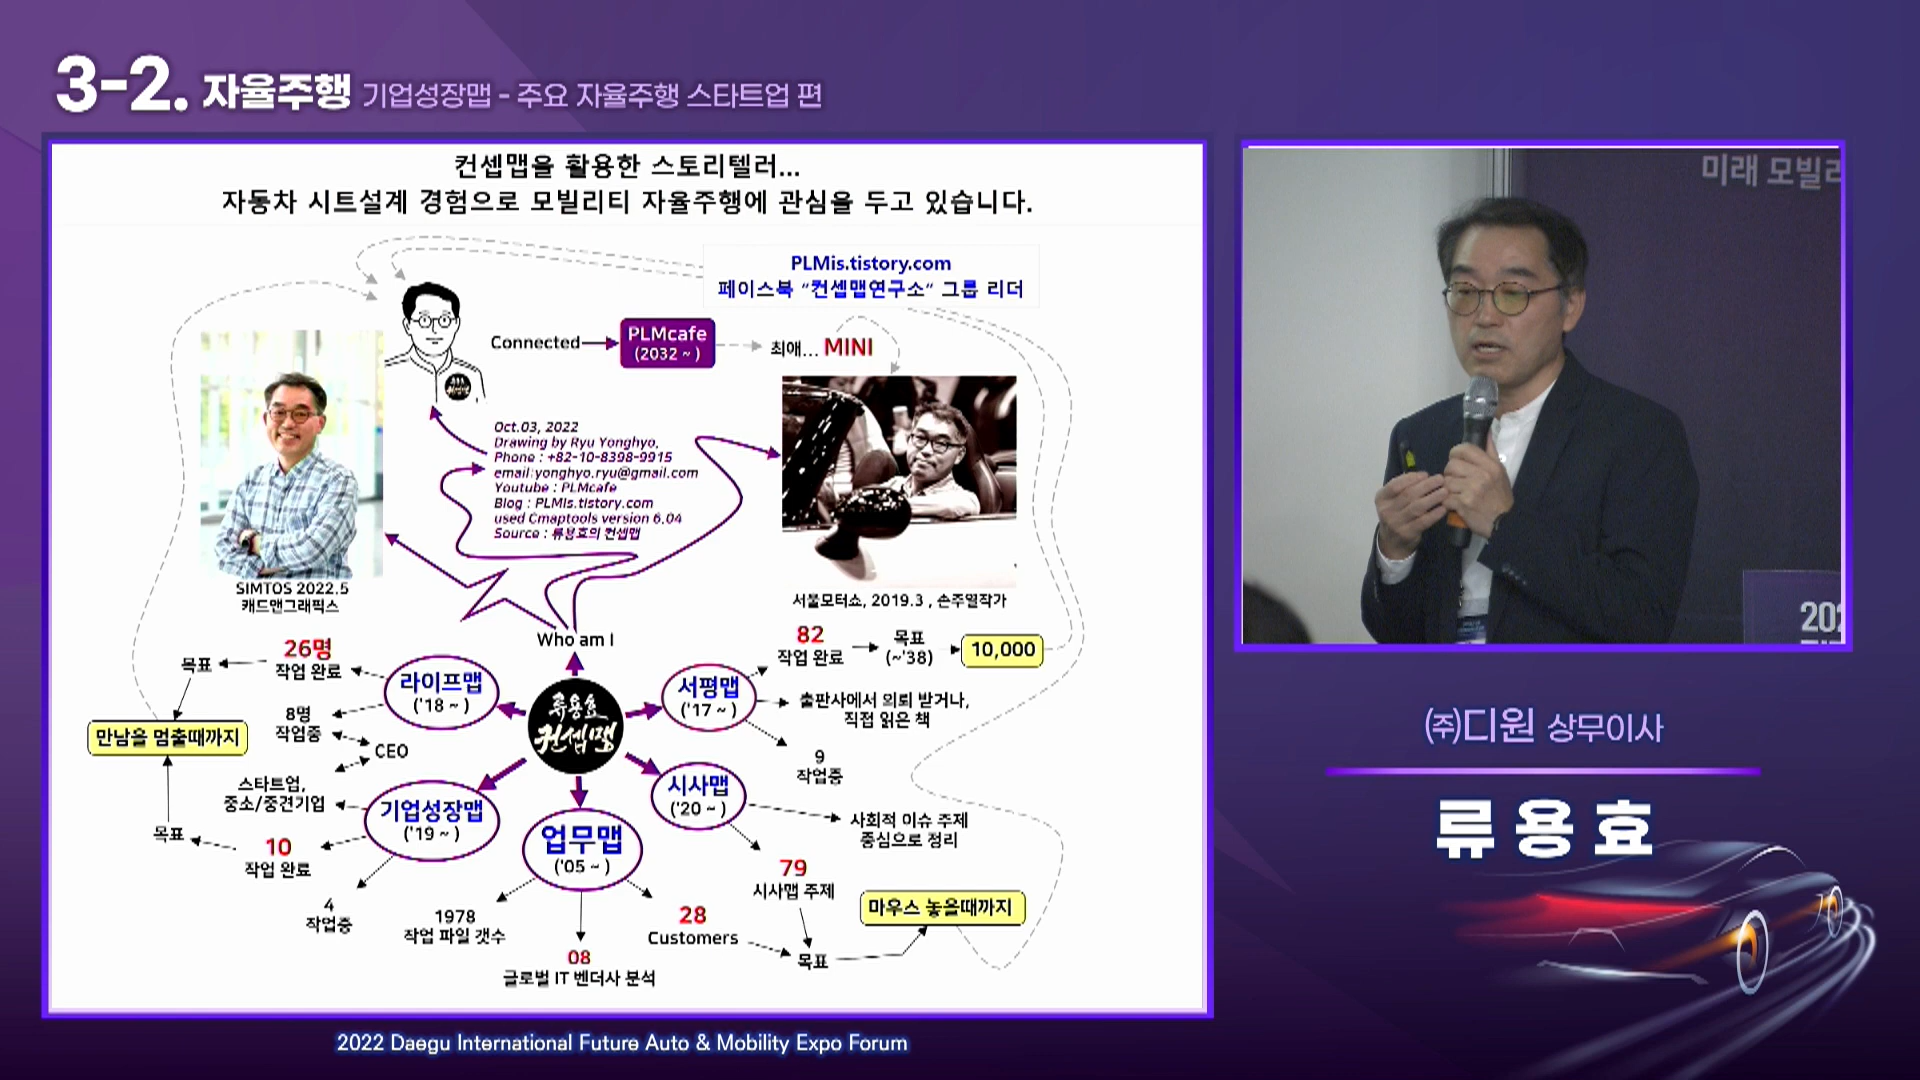 3-2. 자율주행 기업성장맵 - 주요 자율주행 스타트업 편
컨셉맵을 활용한 스토리텔러...
자동차 시트설계 경험으로 모빌리티 자율주행에 관심을 두고 있습니다.
PLMis.tistory.com
페이스북 “컨셉맵연구소“ 그룹 리더
Connected
PLMcafe
(2032 ~ )
최애... MINI
Oct.03, 2022
Drawing by Ryu Yonghyo,
Phone : +82-10-8398-9915
email:yonghyo.ryu@gmail.com
Youtube : PLMcafe
Blog : PLMIs.tistory.com
used Cmaptools version 6.04
Source : 류용효의 컨셉맵
SIMTOS 2022.5
캐드앤그래픽스
서울모터쇼, 2019.3 , 손주열작가
Who am I
류용효
컨셉맵
라이프맵
('18 ~ )
26명
작업 완료
목표
8명
작업중
CEO
만남을 멈출때까지
스타트업,
중소/중견기업
기업성장맵
('19 ~ )
목표
10
작업 완료
4
작업중
업무맵
('05 ~ )
1978
작업 파일 갯수
08
글로벌 IT 벤더사 분석
28
Customers
서평맵
('17 ~ )
82
작업 완료
목표
(~'38)
10,000
출판사에서 의뢰 받거나,
직접 읽은 책
9
작업중
시사맵
('20 ~ )
사회적 이슈 주제
중심으로 정리
79
시사맵 주제
마우스 놓을때까지
목표
미래 모빌리
202
㈜디원 상무이사
류용효
2022 Daegu International Future Auto & Mobility Expo Forum